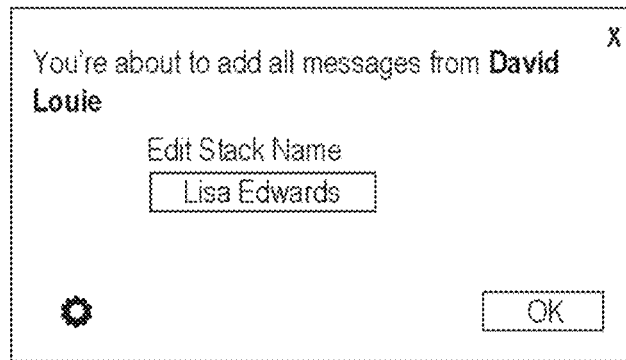 X
You're about to add all messages from David
Louie
Edit Stack Name
Lisa Edwards
OK